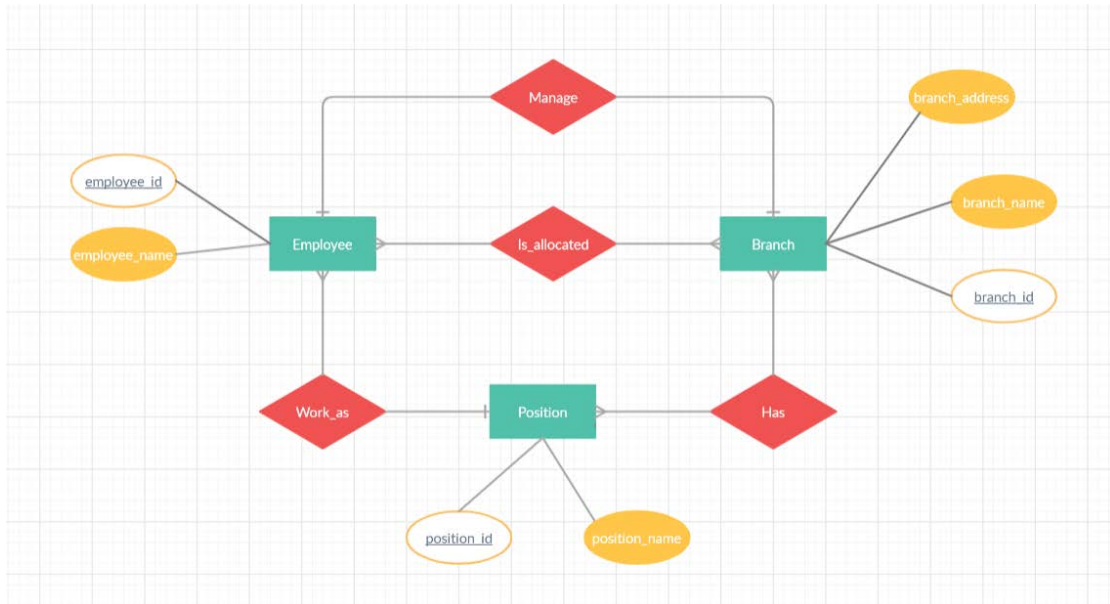 Manage
branch_address
employee_id
branch_name
employee_name
Employee
Is_allocated
Branch
branch_id
Work_as
Position
Has
position_id
position_name